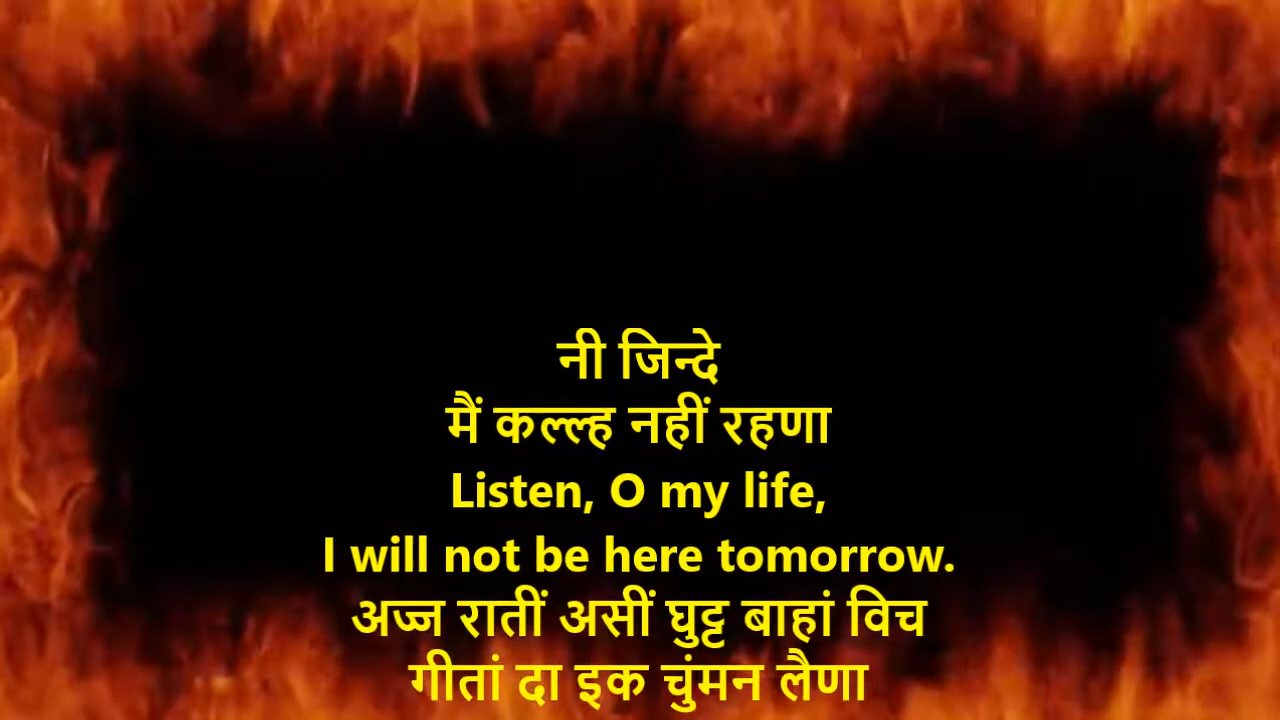 नी जिन्दे
मैं कल्ल्ह नहीं रहणा
Listen, O my life,
I will not be here tomorrow.
अज्ज रातीं असीं घुट्ट बाहां विच
गीतां दा इक चुंमन लैणा